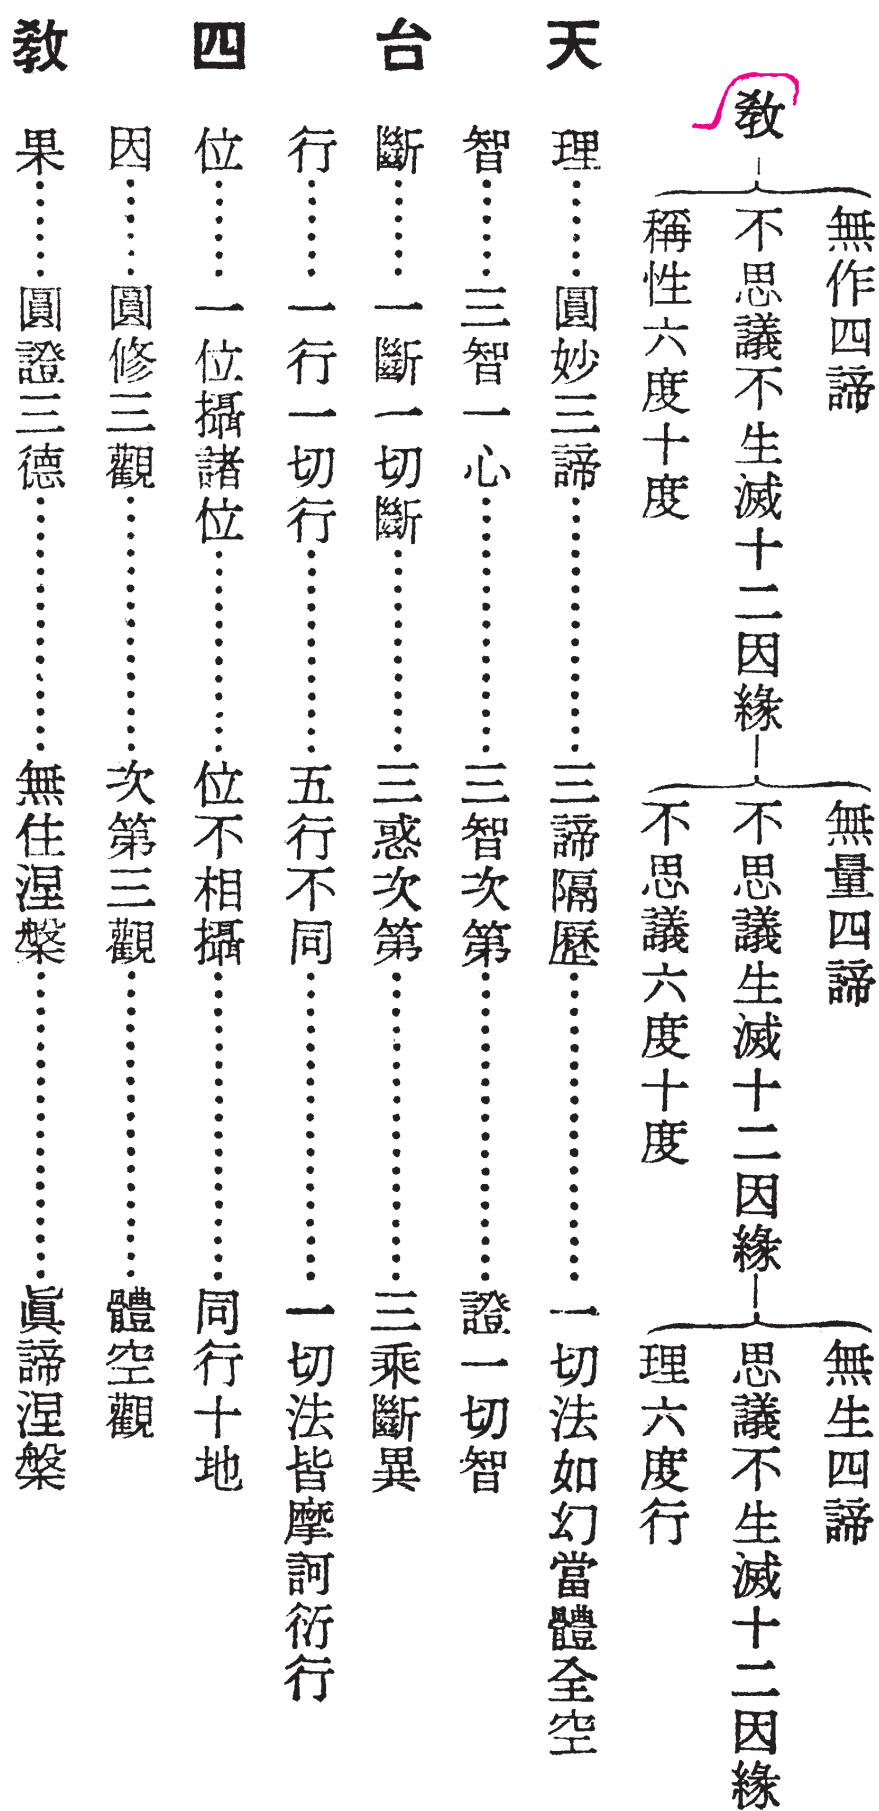 天台四教
教
無作四諦
不思議不生滅十二因緣
稱性六度十度
無量四諦
不思議生滅十二因緣
不思議六度十度
無生四諦
思議不生滅十二因緣
理六度行
理……圓妙三諦……三諦隔歷……一切法如幻當體全空
智……三智一心……三智次第……證一切智
斷……一斷一切斷……三惑次第……三乘斷異
行……一行一切行……五行不同……一切法皆摩訶衍行
位……一位攝諸位……位不相攝……同行十地
因……圓修三觀……次第三觀……體空觀
果……圓證三德……無住涅槃……眞諦涅槃